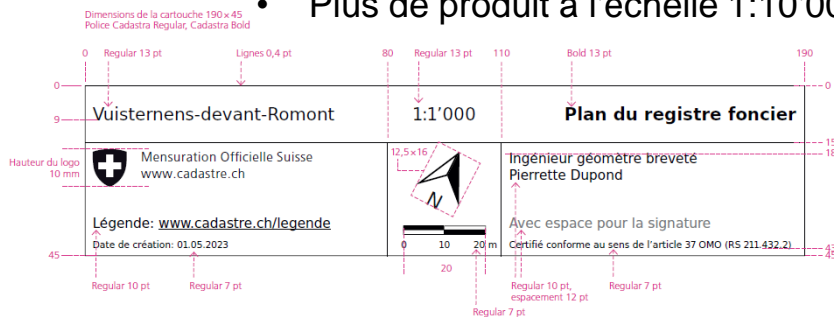 • Plus de produit à l'échelle 1:10'00
Dimensions de la cartouche 190×45
Police Cadastra Regular, Cadastra Bold
0 Regular 13 pt Lignes 0,4 pt 80 Regular 13 pt 110 Bold 13 pt 190
0 0
Vuisternens-devant-Romont 1:1'000 Plan du registre foncier
9
15
18
Hauteur du logo
10 mm
Mensuration Officielle Suisse
www.cadastre.ch
12,5×16
N
Ingénieur géomètre breveté
Pierrette Dupond
Légende: www.cadastre.ch/legende
Avec espace pour la signature
Date de création: 01.05.2023
0 10 20 m
Certifié conforme au sens de l'article 37 OMO (RS 211.432.2)
45 45
20
Regular 10 pt Regular 7 pt
Regular 7 pt
Regular 10 pt,
espacement 12 pt
Regular 7 pt